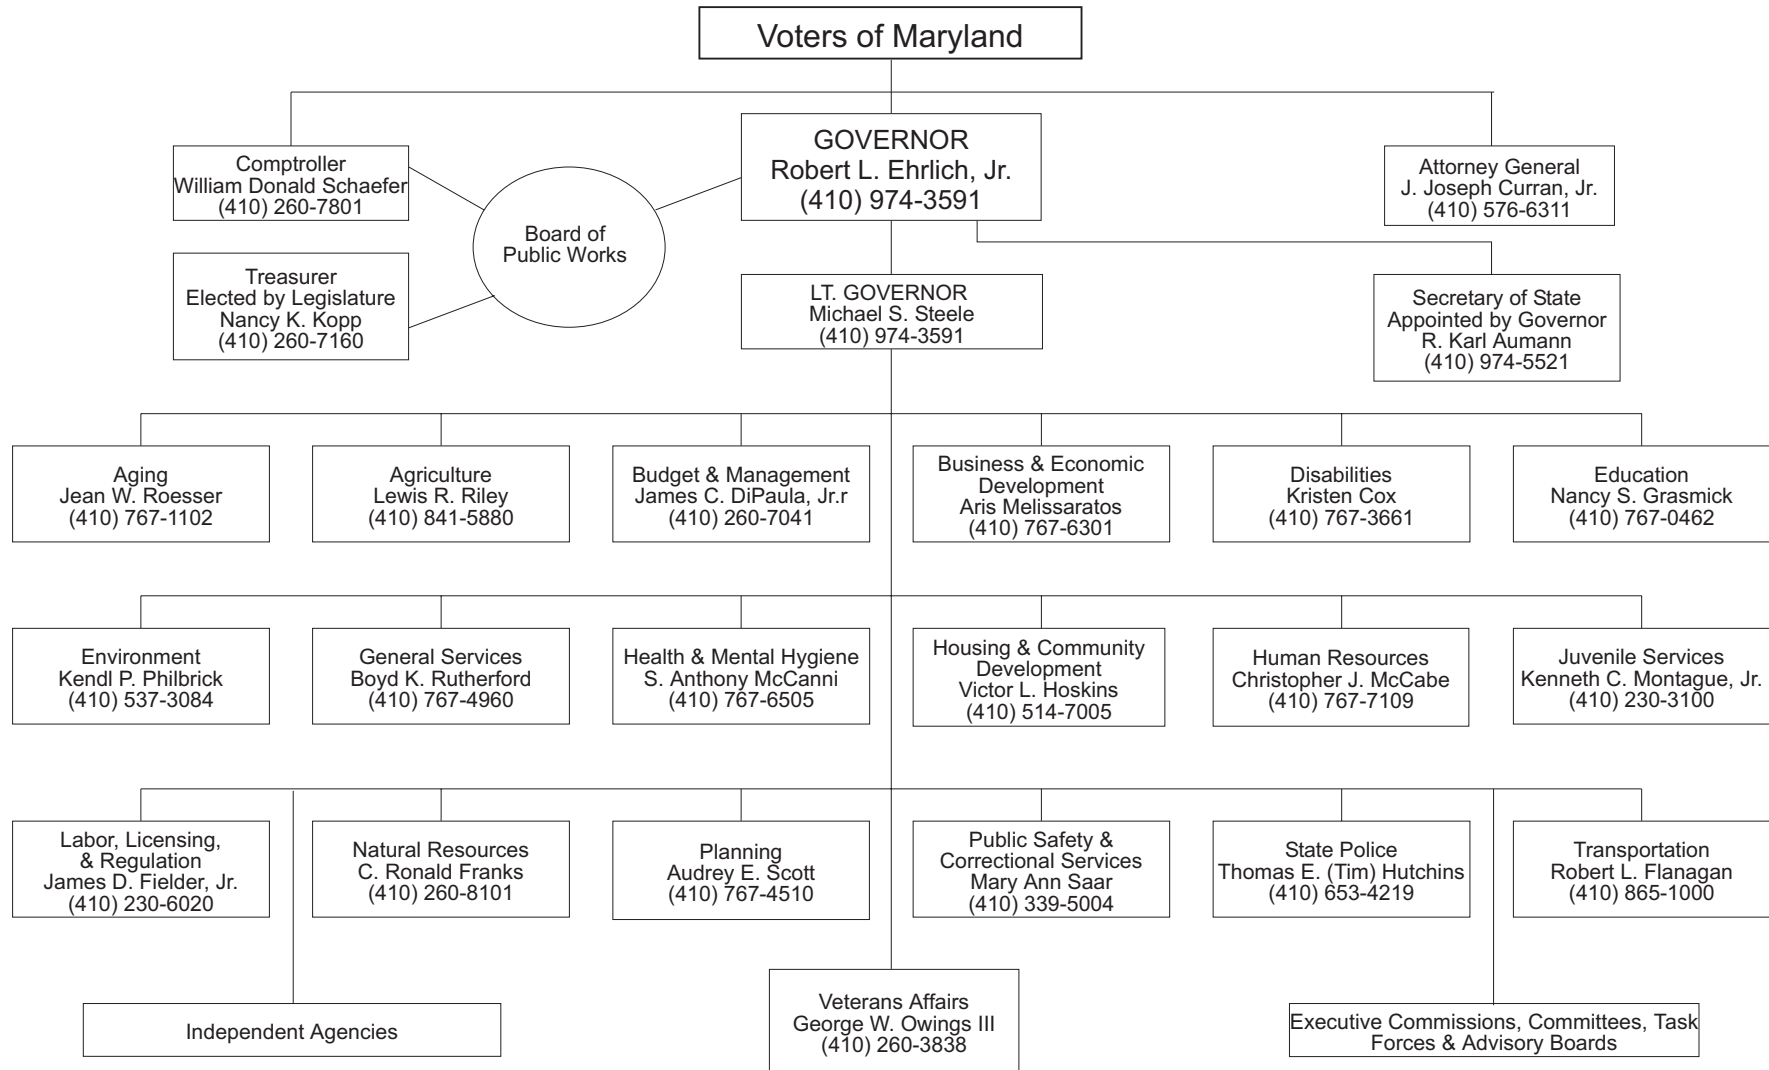 Voters of Maryland
GOVERNOR
Robert L. Ehrlich, Jr.
(410) 974-3591
Comptroller
William Donald Schaefer
(410) 260-7801
Attorney General
J. Joseph Curran, Jr.
(410) 576-6311
Board of
Public Works
Treasurer
Elected by Legislature
Nancy K. Kopp
(410) 260-7160
LT. GOVERNOR
Michael S. Steele
(410) 974-3591
Secretary of State
Appointed by Governor
R. Karl Aumann
(410) 974-5521
Aging
Jean W. Roesser
(410) 767-1102
Agriculture
Lewis R. Riley
(410) 841-5880
Budget & Management
James C. DiPaula, Jr.r
(410) 260-7041
Business & Economic
Development
Aris Melissaratos
(410) 767-6301
Disabilities
Kristen Cox
(410) 767-3661
Education
Nancy S. Grasmick
(410) 767-0462
Environment
Kendl P. Philbrick
(410) 537-3084
General Services
Boyd K. Rutherford
(410) 767-4960
Health & Mental Hygiene
S. Anthony McCanni
(410) 767-6505
Housing & Community
Development
Victor L. Hoskins
(410) 514-7005
Human Resources
Christopher J. McCabe
(410) 767-7109
Juvenile Services
Kenneth C. Montague, Jr.
(410) 230-3100
Labor, Licensing,
& Regulation
James D. Fielder, Jr.
(410) 230-6020
Natural Resources
C. Ronald Franks
(410) 260-8101
Planning
Audrey E. Scott
(410) 767-4510
Public Safety &
Correctional Services
Mary Ann Saar
(410) 339-5004
State Police
Thomas E. (Tim) Hutchins
(410) 653-4219
Transportation
Robert L. Flanagan
(410) 865-1000
Independent Agencies
Veterans Affairs
George W. Owings III
(410) 260-3838
Executive Commissions, Committees, Task
Forces & Advisory Boards